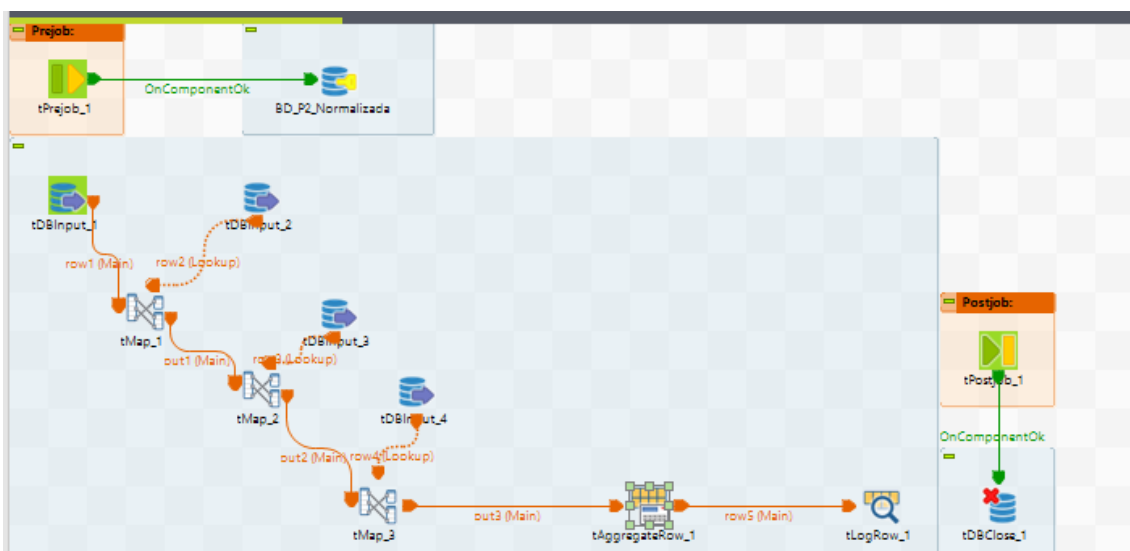 Prejob:
OnComponentOk
tPrejob_1
BD_P2_Normalizada
tDBInput_1
tDBInput_2
row1 (Main)
row2 (Lookup)
tMap_1
tDBInput_3
out1 (Main)
row3 (Lookup)
tMap_2
tDBInput_4
out2 (Main)
row4 (Lookup)
tMap_3
out3 (Main)
tAggregateRow_1
row5 (Main)
tLogRow_1
Postjob:
tPostjob_1
OnComponentOk
tDBClose_1